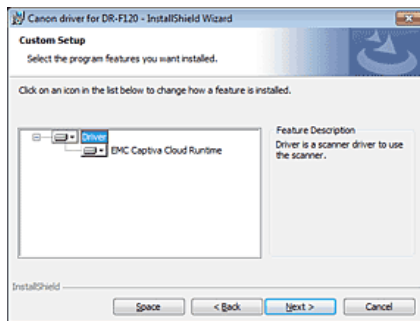 Canon driver for DR-F120 - InstallShield Wizard
Custom Setup
Select the program features you want installed.
Click on an icon in the list below to change how a feature is installed.
Driver
EMC Captiva Cloud Runtime
Feature Description
Driver is a scanner driver to use
the scanner.
InstallShield
Space
< Back
Next >
Cancel